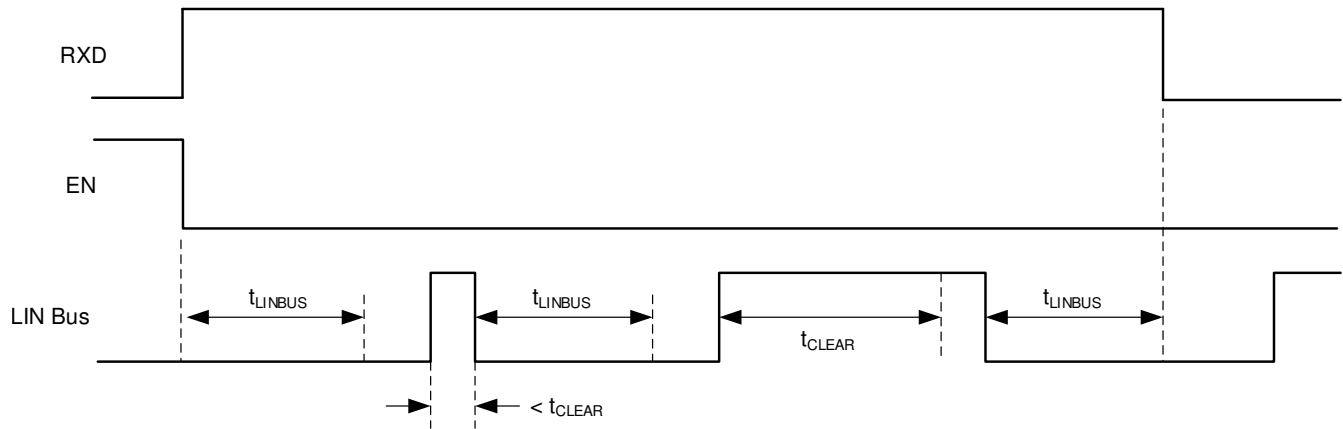 RXD
EN
LIN Bus
tLINBUS
tLINBUS
tCLEAR
tLINBUS
< tCLEAR